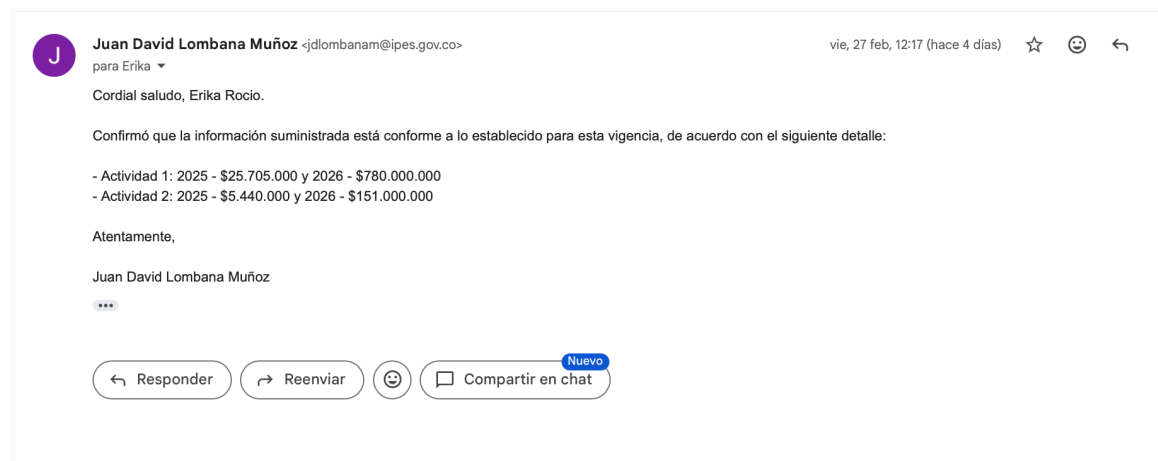 J
Juan David Lombana Muñoz <jdlombanam@ipes.gov.co> vie, 27 feb, 12:17 (hace 4 días)
para Erika
Cordial saludo, Erika Rocio.
Confirmó que la información suministrada está conforme a lo establecido para esta vigencia, de acuerdo con el siguiente detalle:
- Actividad 1: 2025 - $25.705.000 y 2026 - $780.000.000
- Actividad 2: 2025 - $5.440.000 y 2026 - $151.000.000
Atentamente,
Juan David Lombana Muñoz
Nuevo
Responder Reenviar Compartir en chat